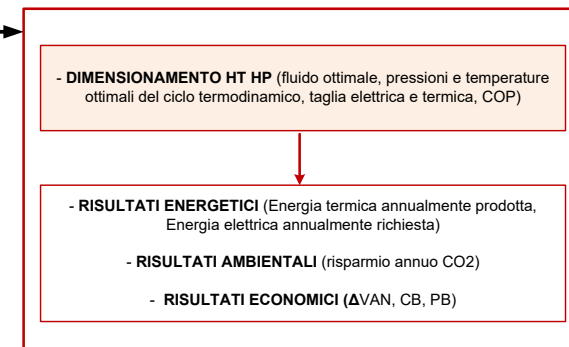 - DIMENSIONAMENTO HT HP (fluido ottimale, pressioni e temperature
ottimali del ciclo termodinamico, taglia elettrica e termica, COP)
- RISULTATI ENERGETICI (Energia termica annualmente prodotta,
Energia elettrica annualmente richiesta)
- RISULTATI AMBIENTALI (risparmio annuo CO2)
- RISULTATI ECONOMICI (ΔVAN, CB, PB)